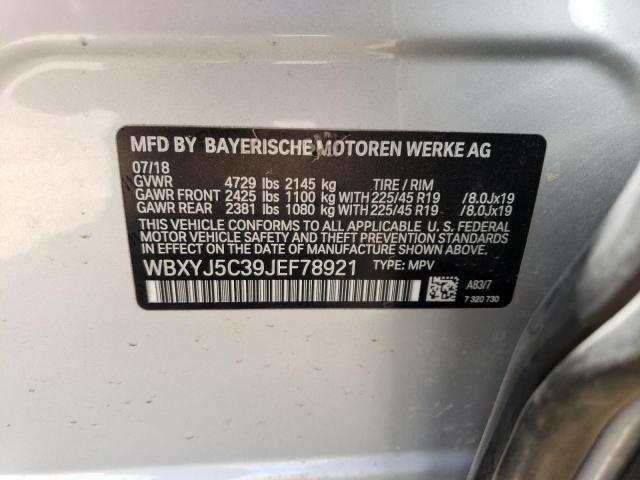 MFD BY BAYERISCHE MOTOREN WERKE AG
07/18
GVWR 4729 lbs 2145 kg TIRE / RIM
GAWR FRONT 2425 lbs 1100 kg WITH 225/45 R19 /8.0Jx19
GAWR REAR 2381 lbs 1080 kg WITH 225/45 R19 /8.0Jx19
THIS VEHICLE CONFORMS TO ALL APPLICABLE U. S. FEDERAL
MOTOR VEHICLE SAFETY, BUMPER, AND THEFT PREVENTION
STANDARDS IN EFFECT ON THE DATE OF MANUFACTURE SHOWN
ABOVE.
WBXYJ5C39JEF78921 TYPE: MPV
A83/7
7 320 730